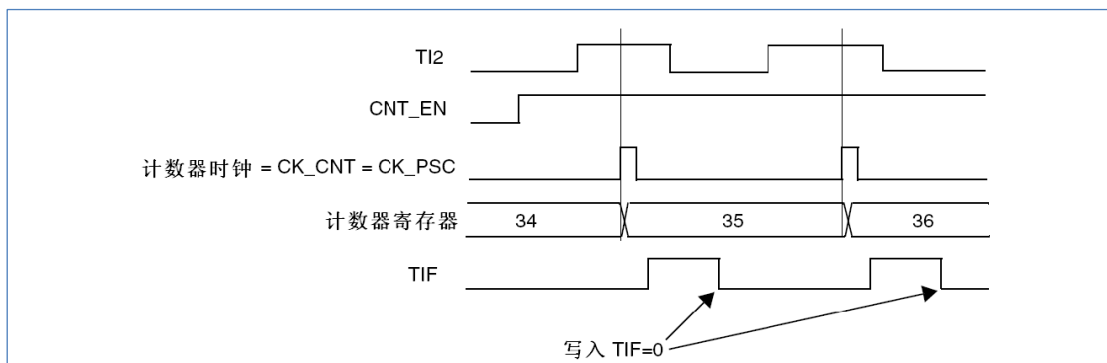 TI2
CNT_EN
计数器时钟 = CK_CNT = CK_PSC
计数器寄存器 34 35 36
TIF
写入 TIF=0